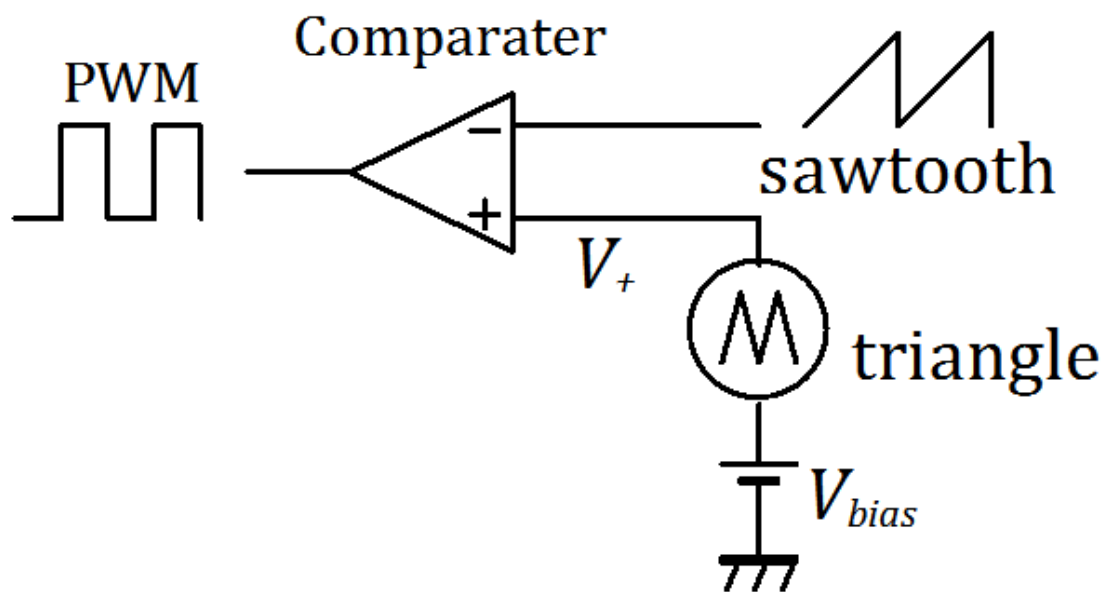 Comparater
PWM
−
sawtooth
+
V+
triangle
Vbias